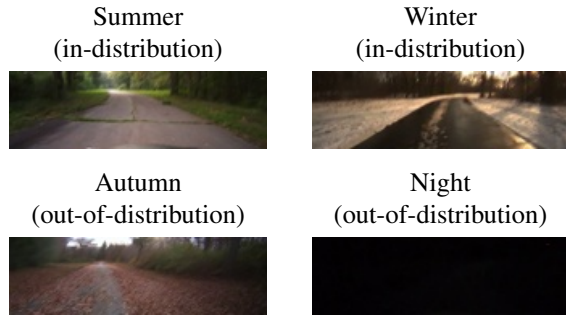 Summer
(in-distribution)
Winter
(in-distribution)
Autumn
(out-of-distribution)
Night
(out-of-distribution)